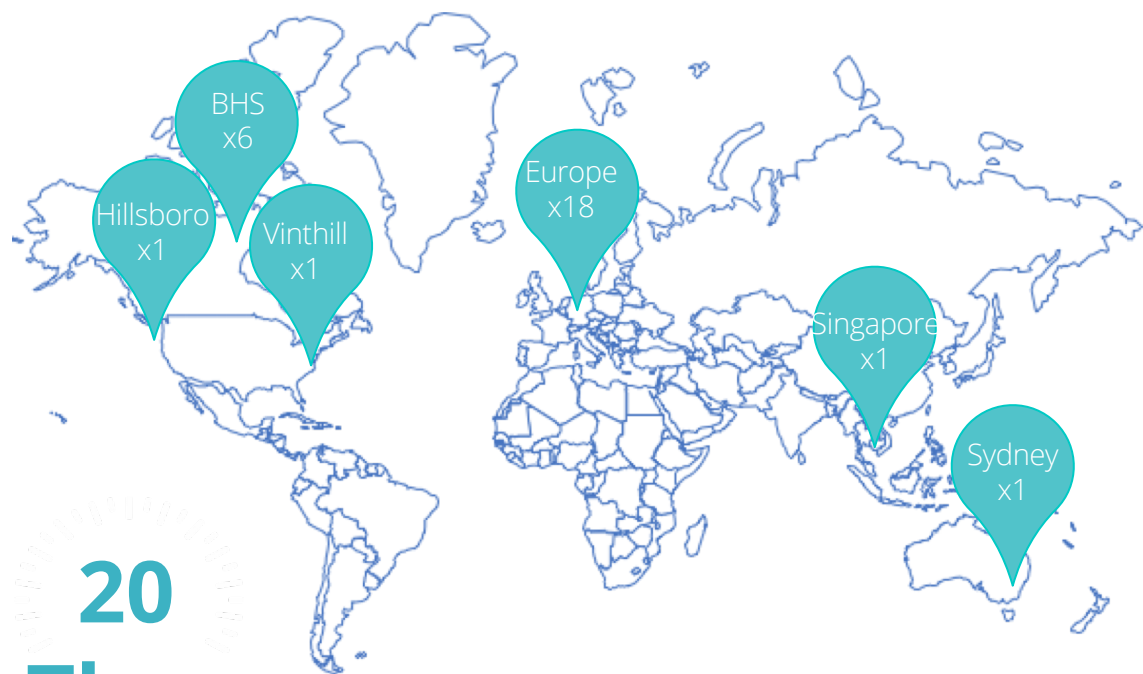 BHS
x6
Hillsboro
x1
Vinthill
x1
Europe
x18
Singapore
x1
Sydney
x1
20